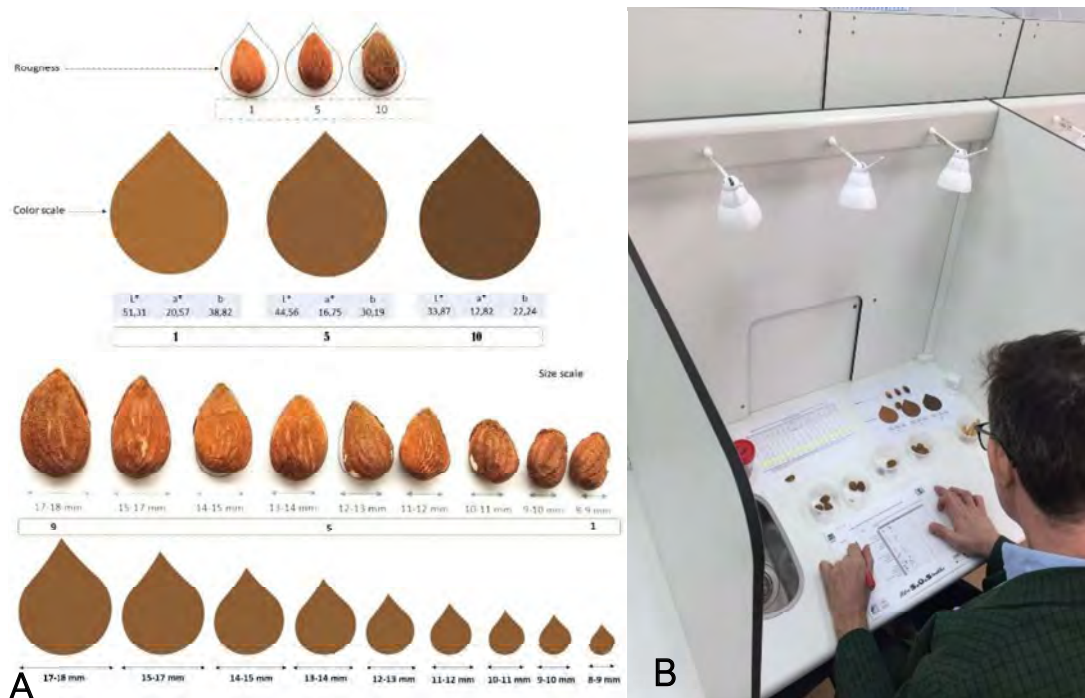 Rougness
1 5 10
Color scale
L* a* b
51,31 20,57 38,82
L* a* b
44,56 16,75 30,19
L* a* b
33,87 12,82 22,24
1 5 10
Size scale
17-18 mm 15-17 mm 14-15 mm 13-14 mm 12-13 mm 11-12 mm 10-11 mm 9-10 mm 8-9 mm
9 5 1
17-18 mm 15-17 mm 14-15 mm 13-14 mm 12-13 mm 11-12 mm 10-11 mm 9-10 mm 8-9 mm
A
B